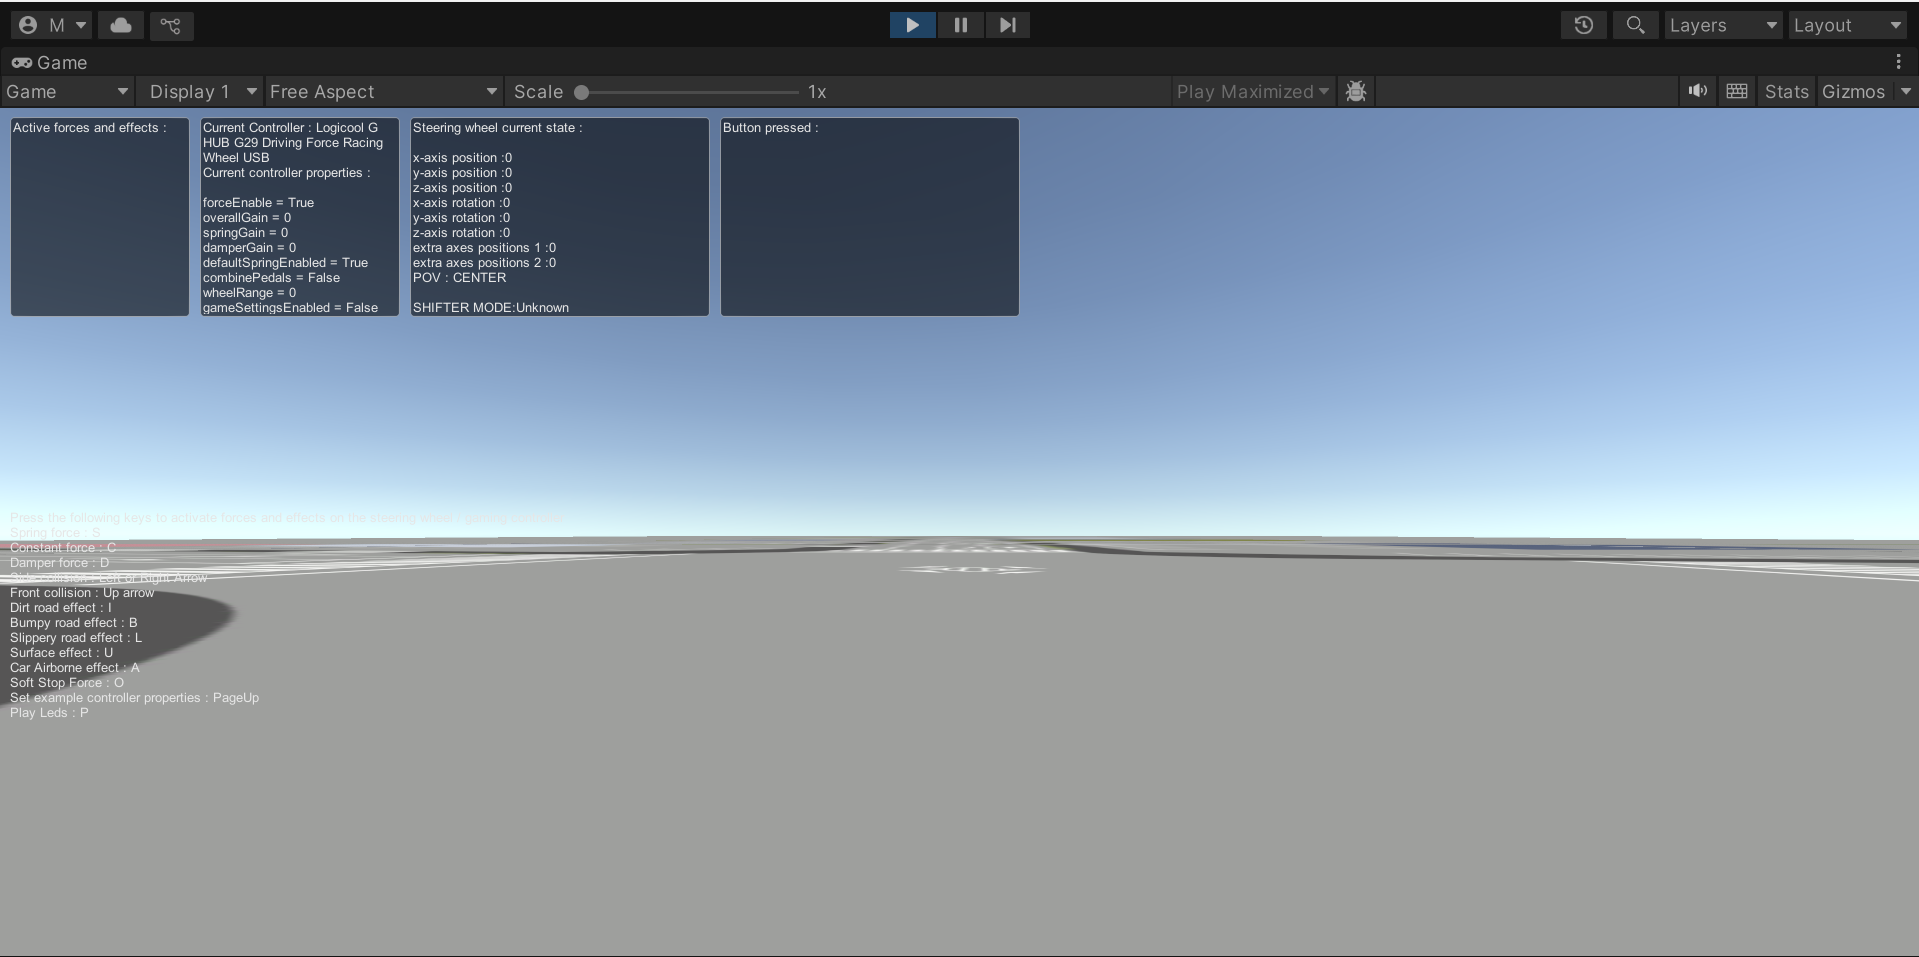 M
Layers
Layout
Game
Game
Display 1
Free Aspect
Scale
1x
Play Maximized
Stats
Gizmos
Active forces and effects :
Current Controller : Logicool G
HUB G29 Driving Force Racing
Wheel USB
Current controller properties :
forceEnable = True
overallGain = 0
springGain = 0
damperGain = 0
defaultSpringEnabled = True
combinePedals = False
wheelRange = 0
gameSettingsEnabled = False
Steering wheel current state :
x-axis position :0
y-axis position :0
z-axis position :0
x-axis rotation :0
y-axis rotation :0
z-axis rotation :0
extra axes positions 1 :0
extra axes positions 2 :0
POV : CENTER
SHIFTER MODE:Unknown
Button pressed :
Press the following keys to activate forces and effects on the steering wheel :
Spring force : S
Constant force : C
Damper force : D
Side collision : Left or Right Arrow
Front collision : Up arrow
Dirt road effect : I
Bumpy road effect : B
Slippery road effect : L
Surface effect : U
Car Airborne effect : A
Soft Stop Force : O
Set example controller properties : PageUp
Play Leds : P